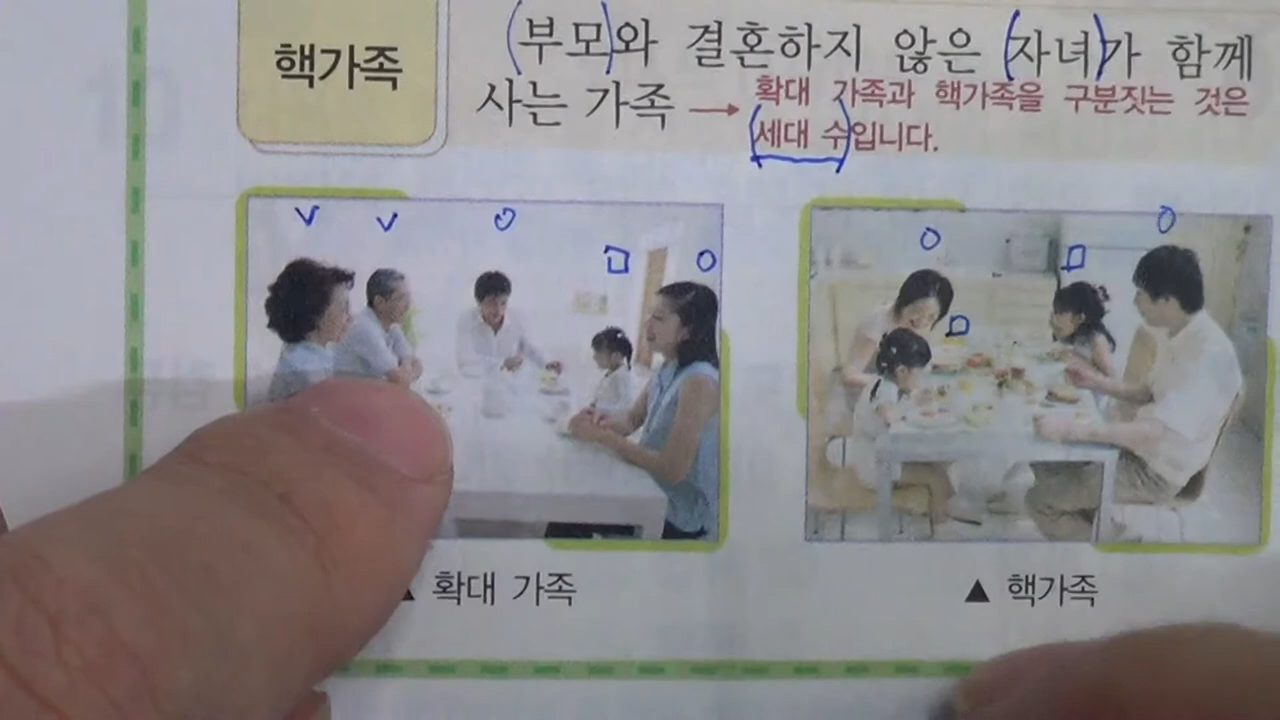 핵가족
(부모)와 결혼하지 않은 (자녀)가 함께
사는 가족 → 확대 가족과 핵가족을 구분짓는 것은
(세대 수)입니다.
▲ 확대 가족
▲ 핵가족